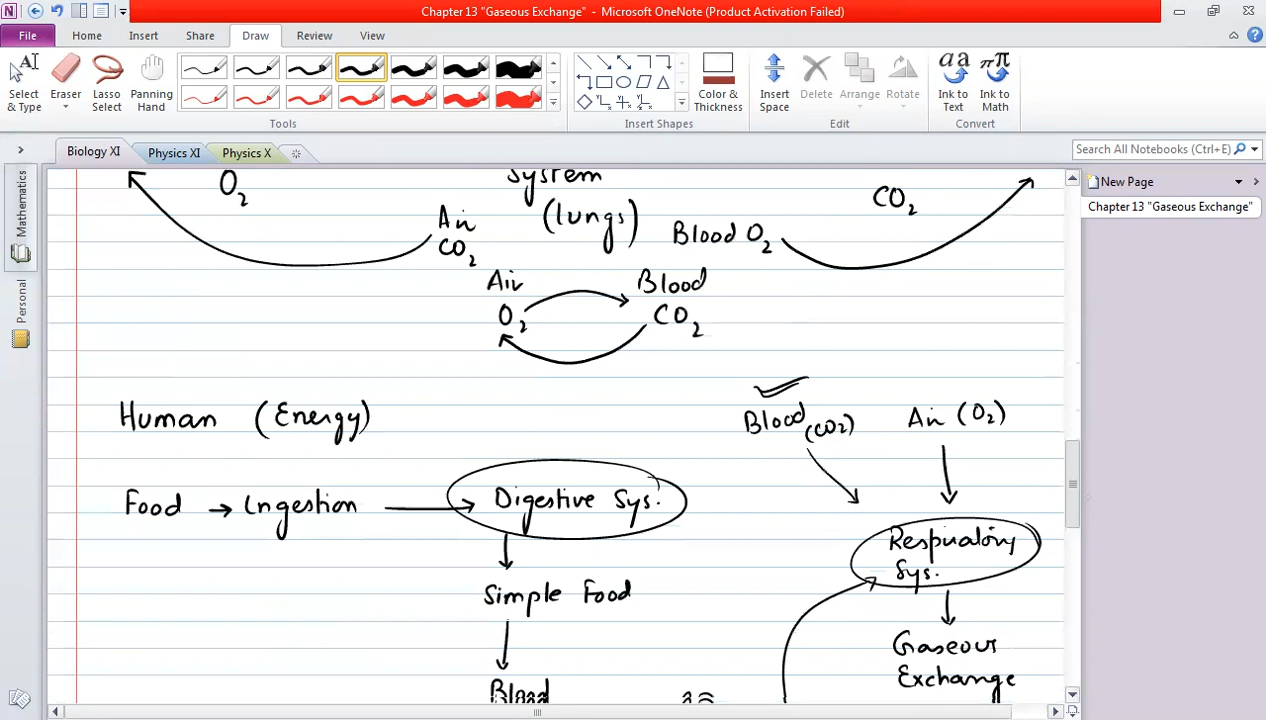 Chapter 13 "Gaseous Exchange" - Microsoft OneNote (Product Activation Failed)
File Home Insert Share Draw Review View
Select & Type
Eraser
Lasso Select
Panning Hand
Color & Thickness
Insert Space
Delete
Arrange
Rotate
Ink to Text
Ink to Math
Tools
Insert Shapes
Edit
Convert
Biology XI
Physics XI
Physics X
Search All Notebooks (Ctrl+E)
New Page
Chapter 13 "Gaseous Exchange"
Mathematics
Personal
O2
System
(lungs)
CO2
Air
CO2
Blood O2
Air
O2
Blood
CO2
Human (Energy)
Blood (CO2)
Air (O2)
Food → Ingestion
Digestive Sys.
Respiratory
Sys.
Simple Food
Gaseous
Exchange
Blood